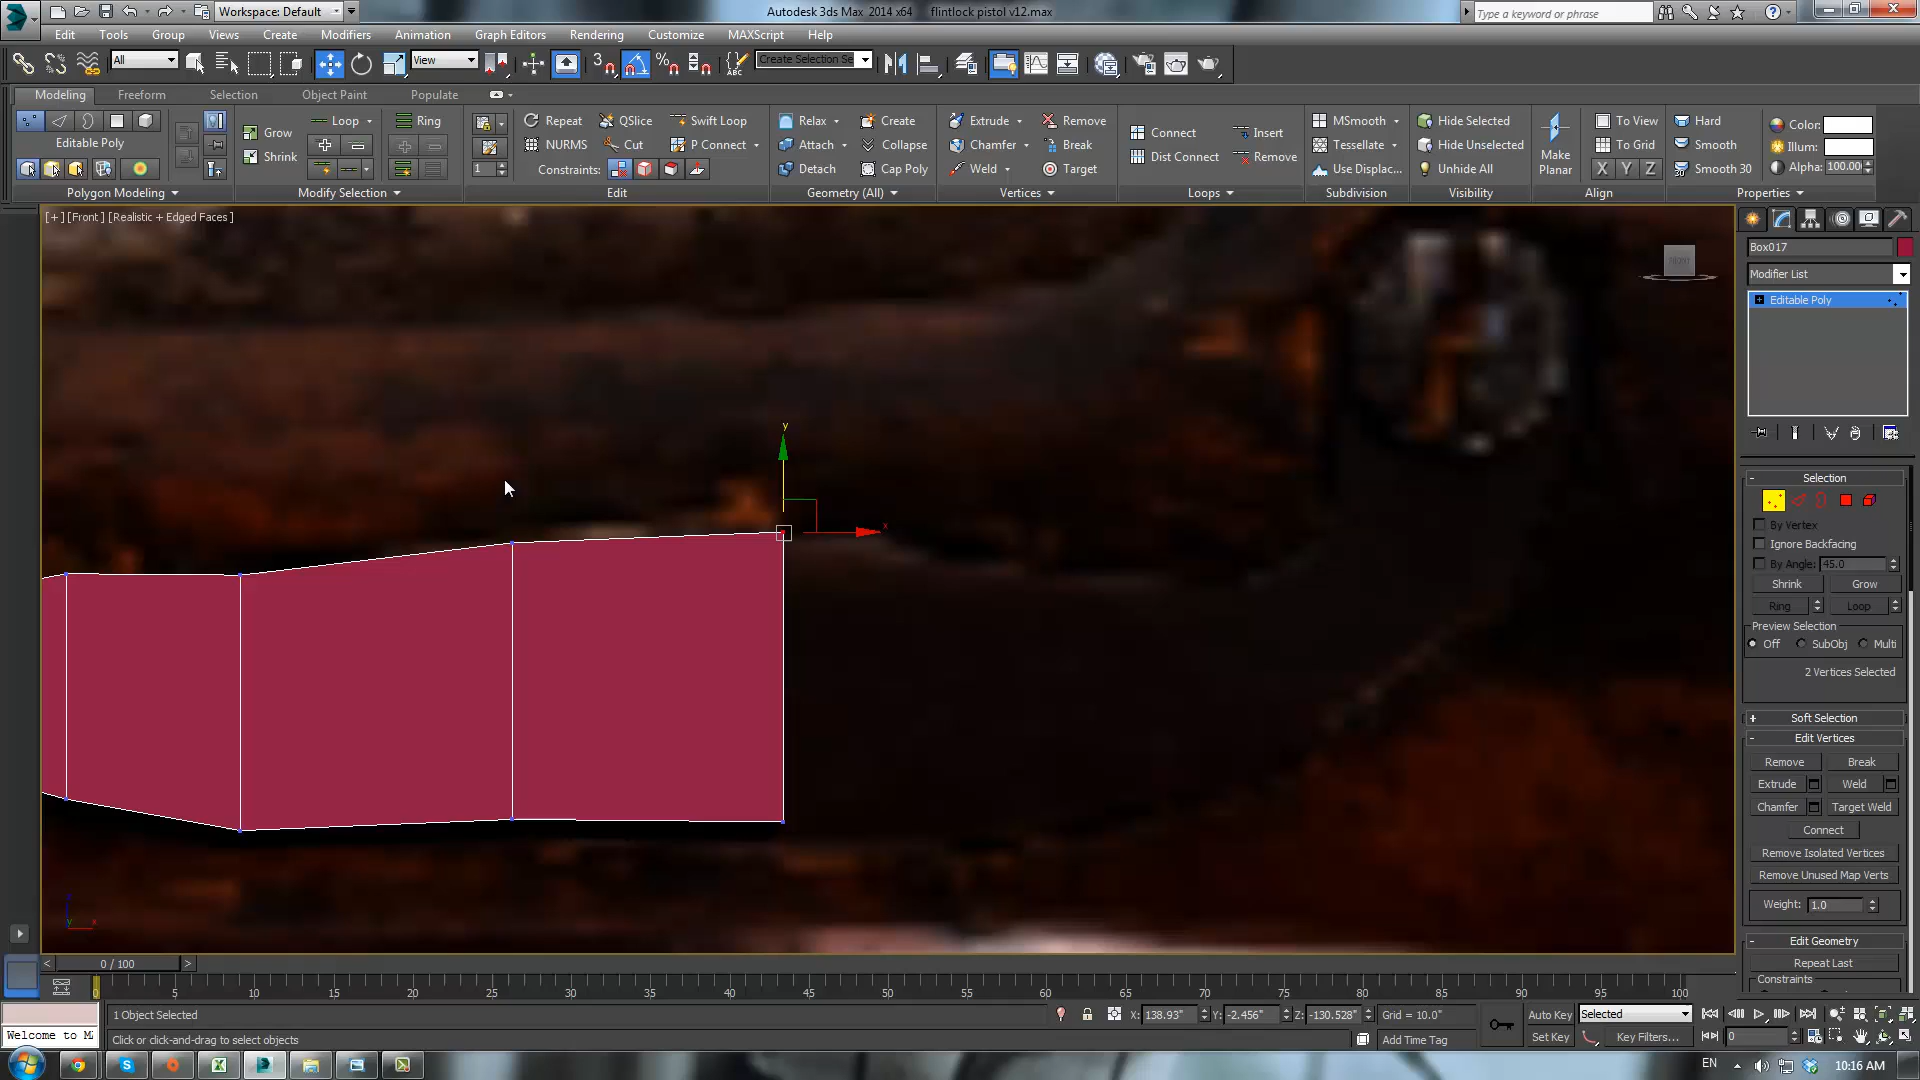 Workspace: Default
Autodesk 3ds Max 2014 x64 flintlock pistol v12.max
Type a keyword or phrase
Edit Tools Group Views Create Modifiers Animation Graph Editors Rendering Customize MAXScript Help
All View Create Selection Se
Modeling Freeform Selection Object Paint Populate
Grow Loop Ring Repeat QSlice Swift Loop Relax Create Extrude Remove Connect Insert MSmooth Hide Selected To View Hard Color:
Editable Poly Shrink NURMS Cut P Connect Attach Collapse Chamfer Break Dist Connect Remove Make Planar Tessellate Hide Unselected To Grid Smooth Illum:
1 Constraints: Detach Cap Poly Weld Target Use Displac... Unhide All X Y Z Smooth 30 Alpha: 100.000
Polygon Modeling Modify Selection Edit Geometry (All) Vertices Loops Subdivision Visibility Align Properties
[+] [Front] [Realistic + Edged Faces]
FRONT
Box017
Modifier List
Editable Poly
Selection
By Vertex
Ignore Backfacing
By Angle: 45.0
Shrink Grow
Ring Loop
Preview Selection
Off SubObj Multi
2 Vertices Selected
Soft Selection
Edit Vertices
Remove Break
Extrude Weld
Chamfer Target Weld
Connect
Remove Isolated Vertices
Remove Unused Map Verts
Weight: 1.0
Edit Geometry
Repeat Last
Constraints
y
x
0 / 100
0 5 10 15 20 25 30 35 40 45 50 55 60 65 70 75 80 85 90 95 100
1 Object Selected X: 138.93" Y: -2.456" Z: -130.528" Grid = 10.0" Auto Key Selected
Welcome to M Click or click-and-drag to select objects Add Time Tag Set Key Key Filters... 0
EN 10:16 AM